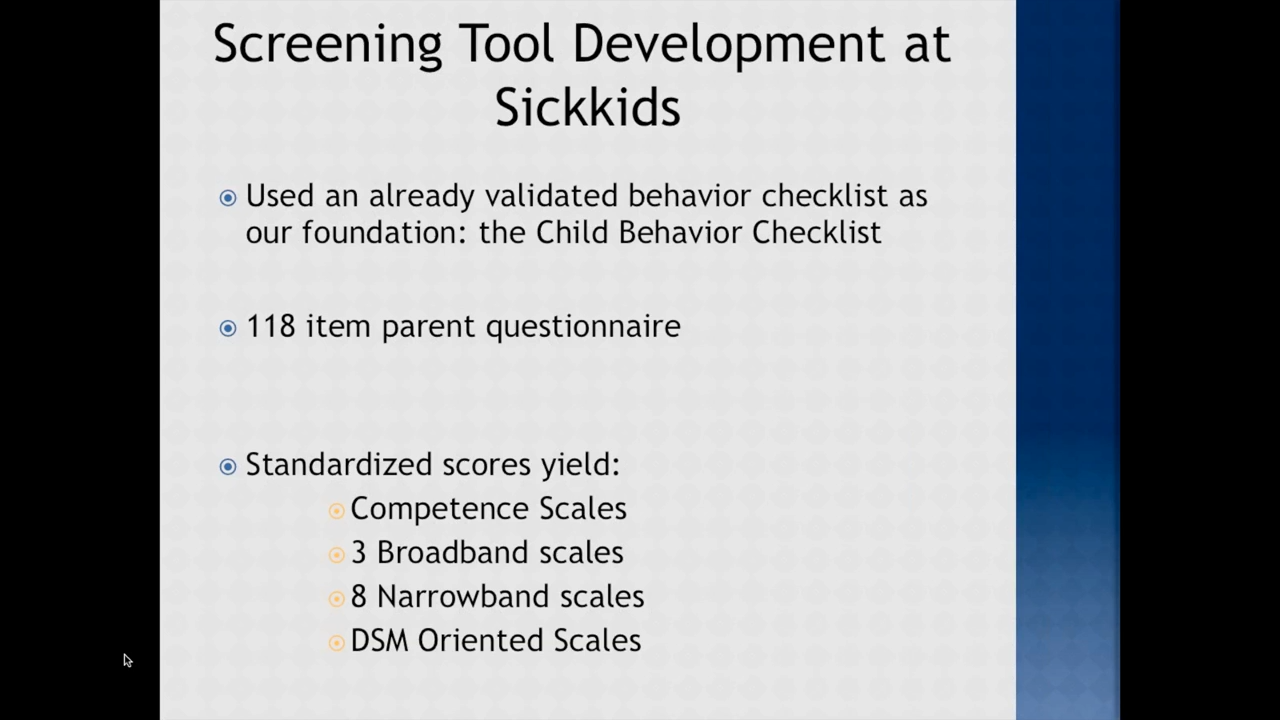 Screening Tool Development at
Sickkids
Used an already validated behavior checklist as
our foundation: the Child Behavior Checklist
118 item parent questionnaire
Standardized scores yield:
Competence Scales
3 Broadband scales
8 Narrowband scales
DSM Oriented Scales